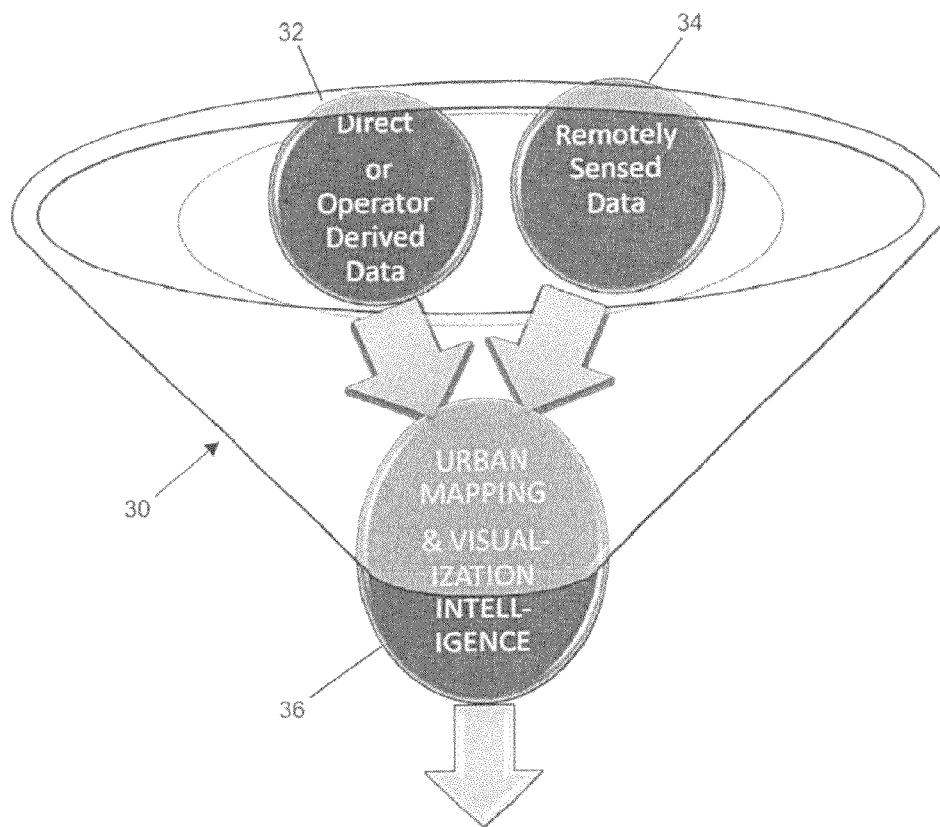 32
34
Direct
or
Operator
Derived
Data
Remotely
Sensed
Data
URBAN
MAPPING
& VISUAL-
IZATION
INTELL-
IGENCE
30
36